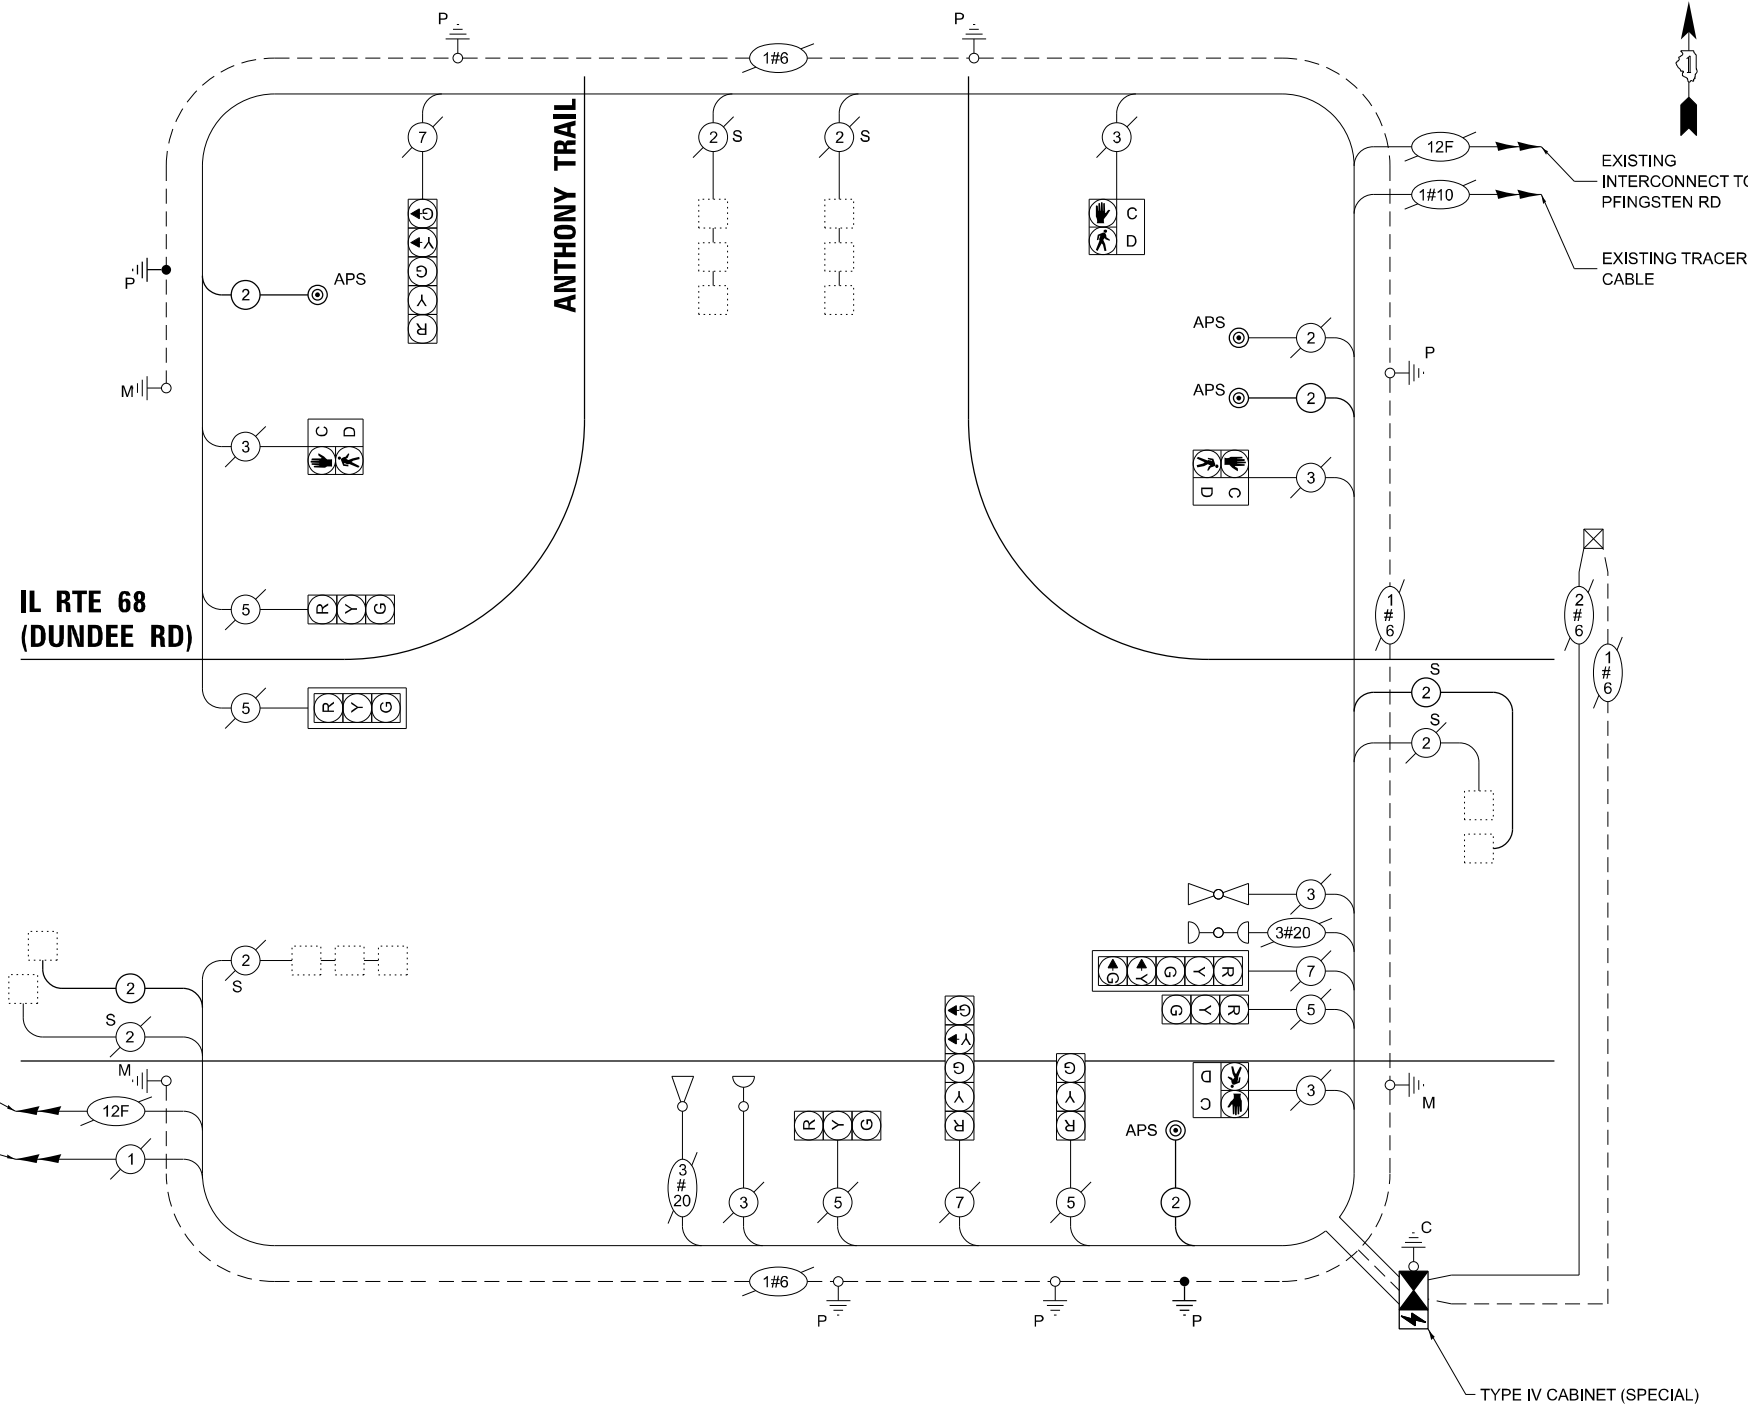 P
P
1#6
1
7
2 S
2 S
3
12F
EXISTING
INTERCONNECT TO
PFINGSTEN RD
1#10
EXISTING TRACER
CABLE
ANTHONY TRAIL
G
Y
G
Y
R
C
D
P
2
APS
M
APS
2
P
APS
2
3
C D
3
D C
IL RTE 68
(DUNDEE RD)
5
R Y G
1
#
6
2
#
6
1
#
6
5
R Y G
S
2
S
2
3
3#20
2
S
2
S
2
G Y G Y R
7
G Y R
5
G
Y
G
Y
R
G
Y
R
D
C
3
M
M
12F
1
R Y G
APS
3
#
20
3
5
7
5
2
1#6
P
P
P
C
TYPE IV CABINET (SPECIAL)